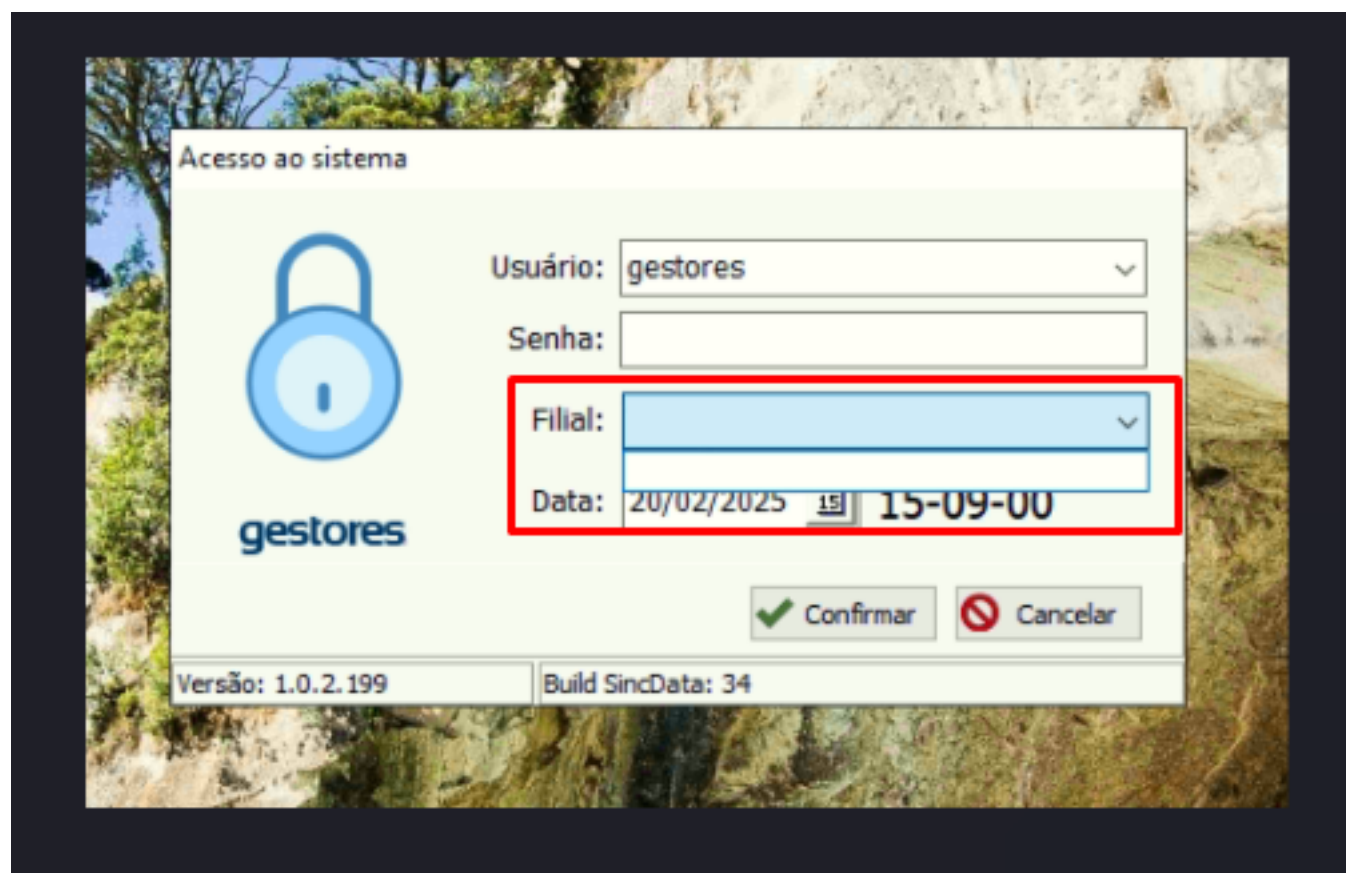 Acesso ao sistema
Usuário: gestores
Senha:
Filial:
Data: 20/02/2025 15 15-09-00
gestores
Confirmar Cancelar
Versão: 1.0.2.199 Build SincData: 34